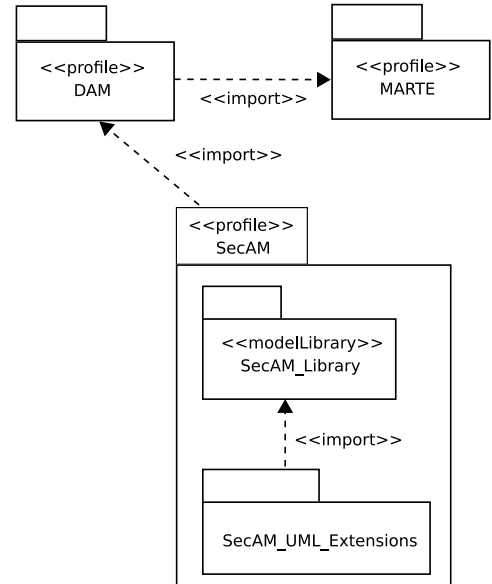 <<profile>>
DAM
<<import>>
<<profile>>
MARTE
<<import>>
<<profile>>
SecAM
<<modelLibrary>>
SecAM_Library
<<import>>
SecAM_UML_Extensions